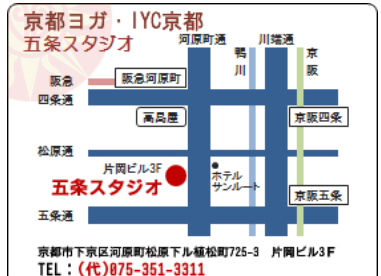 京都ヨガ・IYC京都
五条スタジオ
河原町通
鴨川
川端通
京阪
阪急
阪急河原町
四条通
高島屋
京阪四条
松原通
片岡ビル3F
五条スタジオ
ホテル
サンルート
京阪五条
五条通
京都市下京区河原町松原下ル植松町725-3 片岡ビル3F
TEL:(代)075-351-3311